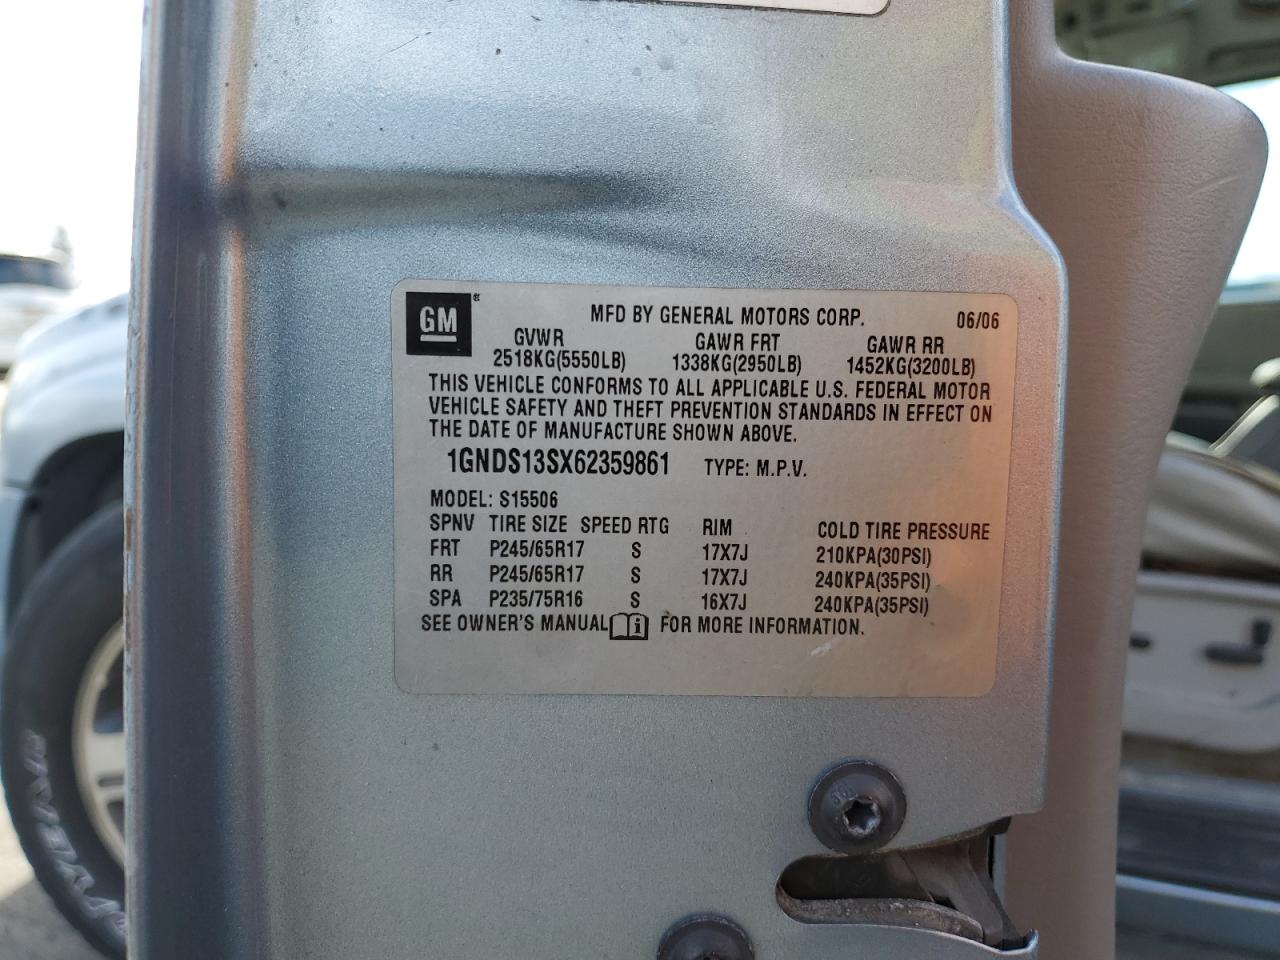 GM ®
MFD BY GENERAL MOTORS CORP. 06/06
GVWR GAWR FRT GAWR RR
2518KG(5550LB) 1338KG(2950LB) 1452KG(3200LB)
THIS VEHICLE CONFORMS TO ALL APPLICABLE U.S. FEDERAL MOTOR
VEHICLE SAFETY AND THEFT PREVENTION STANDARDS IN EFFECT ON
THE DATE OF MANUFACTURE SHOWN ABOVE.
1GNDS13SX62359861 TYPE: M.P.V.
MODEL: S15506
SPNV TIRE SIZE SPEED RTG RIM COLD TIRE PRESSURE
FRT P245/65R17 S 17X7J 210KPA(30PSI)
RR P245/65R17 S 17X7J 240KPA(35PSI)
SPA P235/75R16 S 16X7J 240KPA(35PSI)
SEE OWNER'S MANUAL i FOR MORE INFORMATION.